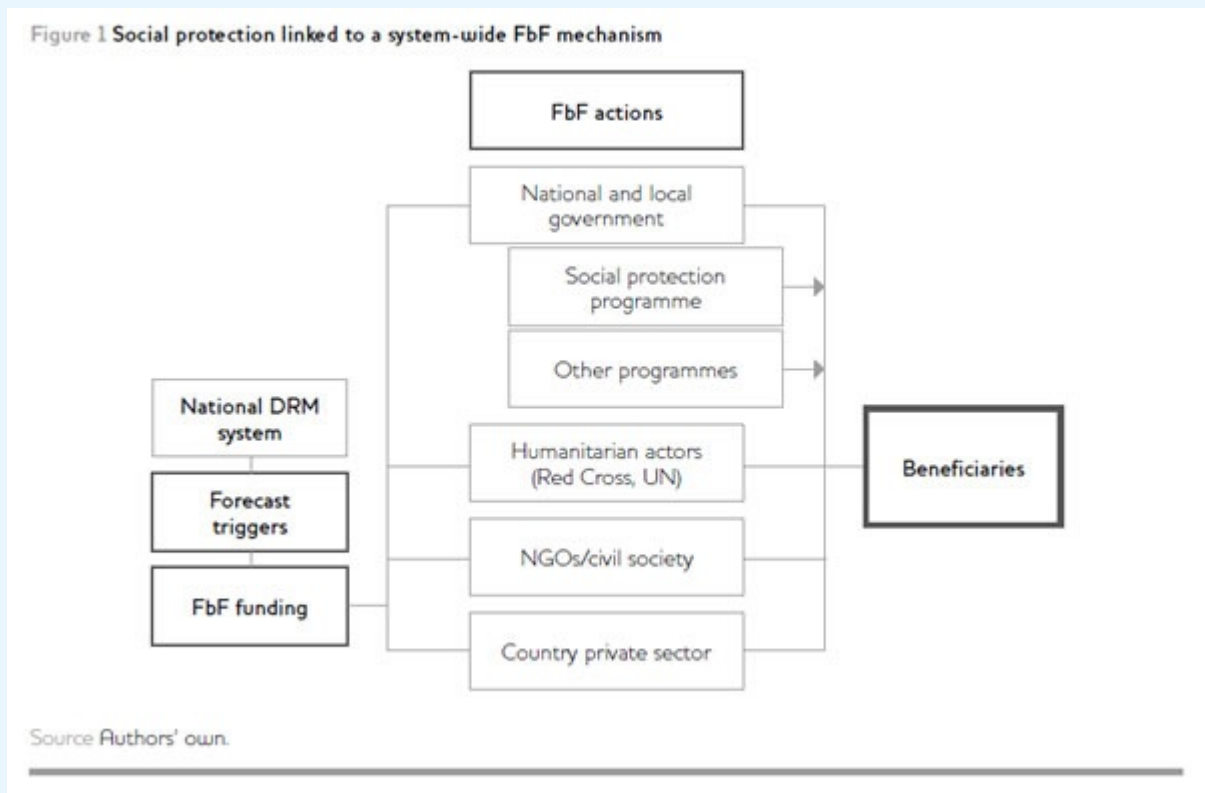 Figure 1 Social protection linked to a system-wide FbF mechanism
FbF actions
National and local
government
Social protection
programme
Other programmes
National DRM
system
Forecast
triggers
FbF funding
Humanitarian actors
(Red Cross, UN)
NGOs/civil society
Country private sector
Beneficiaries
Source Authors' own.